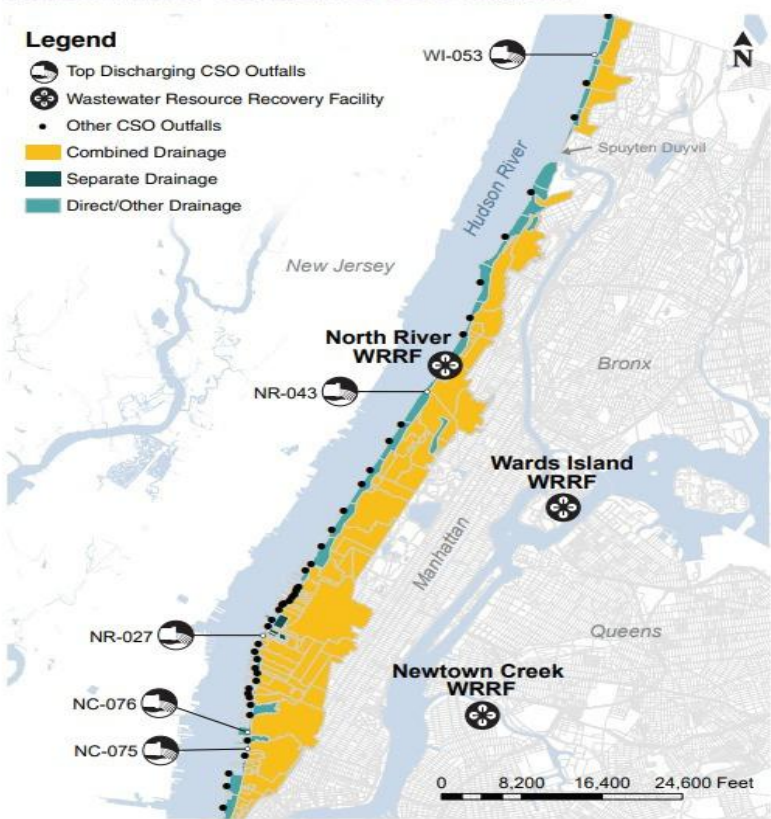 Legend
Top Discharging CSO Outfalls
Wastewater Resource Recovery Facility
Other CSO Outfalls
Combined Drainage
Separate Drainage
Direct/Other Drainage
WI-053
N
Spuyten Duyvil
Hudson River
New Jersey
North River
WRRF
Bronx
NR-043
Wards Island
WRRF
Manhattan
NR-027
Queens
Newtown Creek
WRRF
NC-076
NC-075
0 8,200 16,400 24,600 Feet